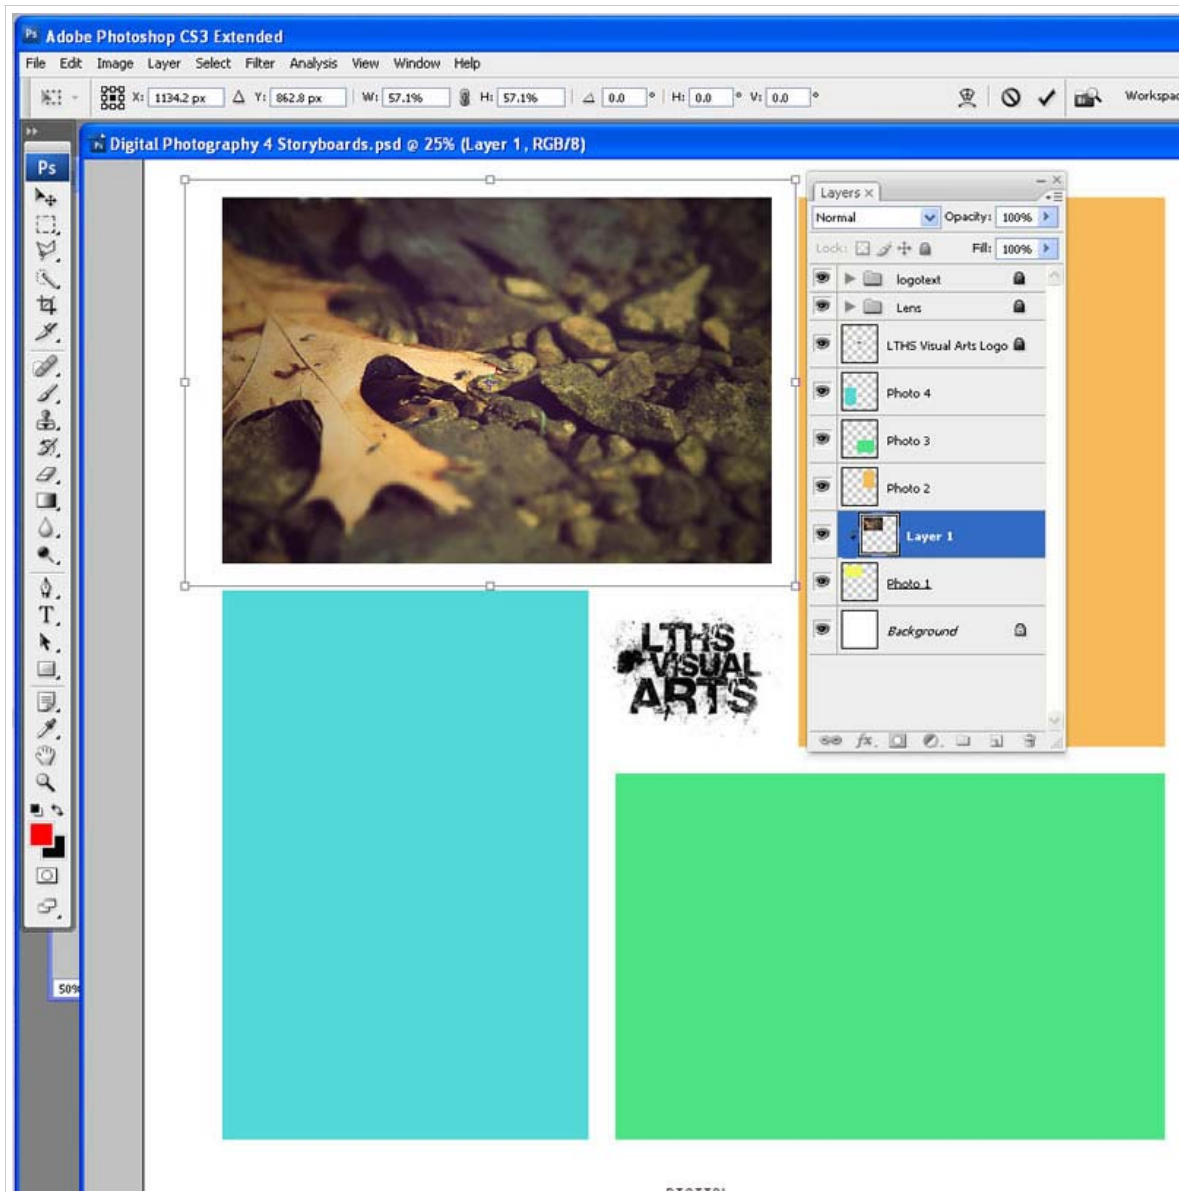 Ps Adobe Photoshop CS3 Extended
File Edit Image Layer Select Filter Analysis View Window Help
X: 1134.2 px Y: 862.8 px W: 57.1% H: 57.1% 0.0 ° H: 0.0 ° V: 0.0 ° Workspac
Digital Photography 4 Storyboards.psd @ 25% (Layer 1, RGB/8)
Ps
Layers ×
Normal Opacity: 100%
Lock: Fill: 100%
logotext
Lens
LTHS Visual Arts Logo
Photo 4
Photo 3
Photo 2
Layer 1
Photo 1
Background
LTHS
VISUAL
ARTS
T
fx.
50%